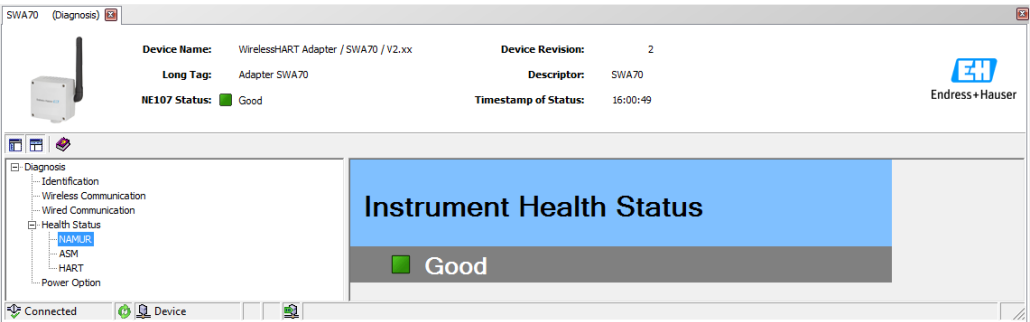 SWA70 (Diagnosis)
Device Name: WirelessHART Adapter / SWA70 / V2.xx Device Revision: 2
Long Tag: Adapter SWA70 Descriptor: SWA70
NE107 Status: Good Timestamp of Status: 16:00:49
EH
Endress+Hauser
Diagnosis
Identification
Wireless Communication
Wired Communication
Health Status
NAMUR
ASM
HART
Power Option
Instrument Health Status
Good
Connected Device